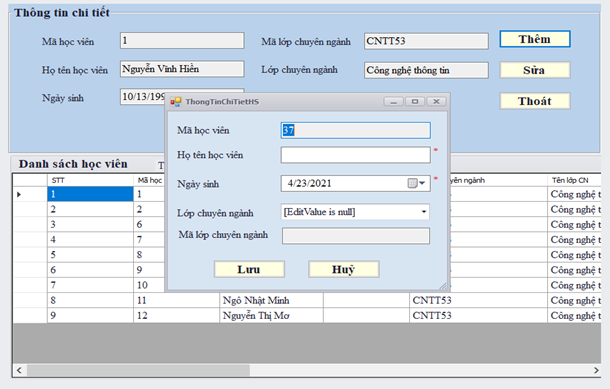 Thông tin chi tiết
Mã học viên 1 Mã lớp chuyên ngành CNTT53 Thêm
Họ tên học viên Nguyễn Vĩnh Hiển Lớp chuyên ngành Công nghệ thông tin Sửa
Ngày sinh 10/13/199 Thoát
ThongTinChiTietHS
Mã học viên 37
Họ tên học viên *
Ngày sinh 4/23/2021 *
Lớp chuyên ngành [EditValue is null]
Mã lớp chuyên ngành
Lưu Huỷ
Danh sách học viên T
STT Mã học yên ngành Tên lớp CN
1 1 Công nghệ t
2 2 Công nghệ t
3 6 Công nghệ t
4 7 Công nghệ t
5 8 Công nghệ t
6 9 Công nghệ t
7 10 Công nghệ t
8 11 Ngô Nhật Minh CNTT53 Công nghệ t
9 12 Nguyễn Thị Mơ CNTT53 Công nghệ t